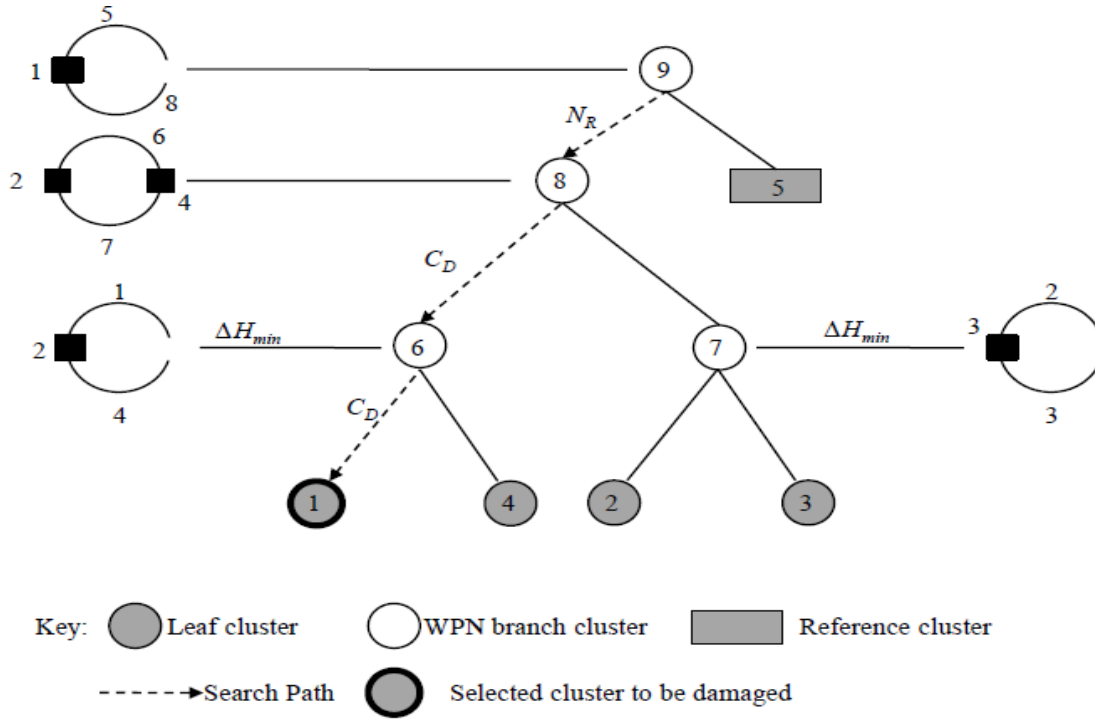 5
1
9
8
N_R
6
2
8
5
4
7
C_D
1
2
ΔH_min
6
7
ΔH_min
3
2
4
C_D
3
1
4
2
3
Key:
Leaf cluster
WPN branch cluster
Reference cluster
Search Path
Selected cluster to be damaged